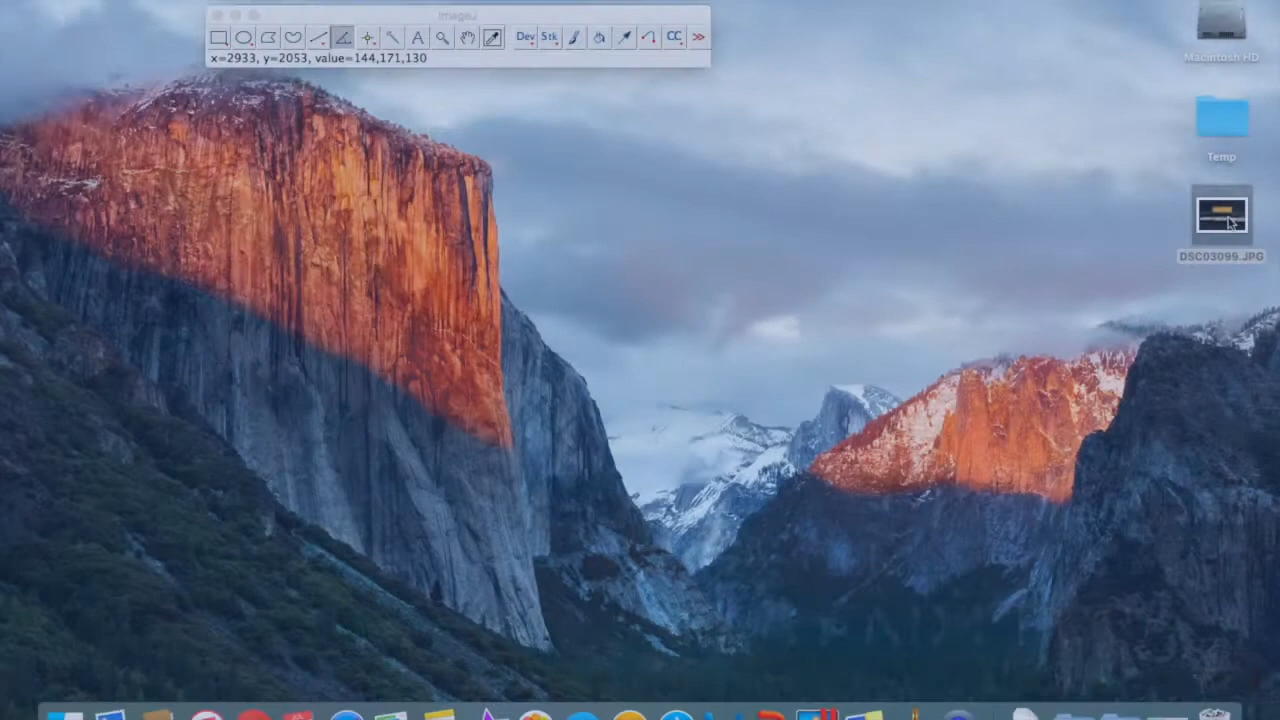 ImageJ
Dev Stk CC
x=2933, y=2053, value=144,171,130
Macintosh HD
Temp
DSC03099.JPG